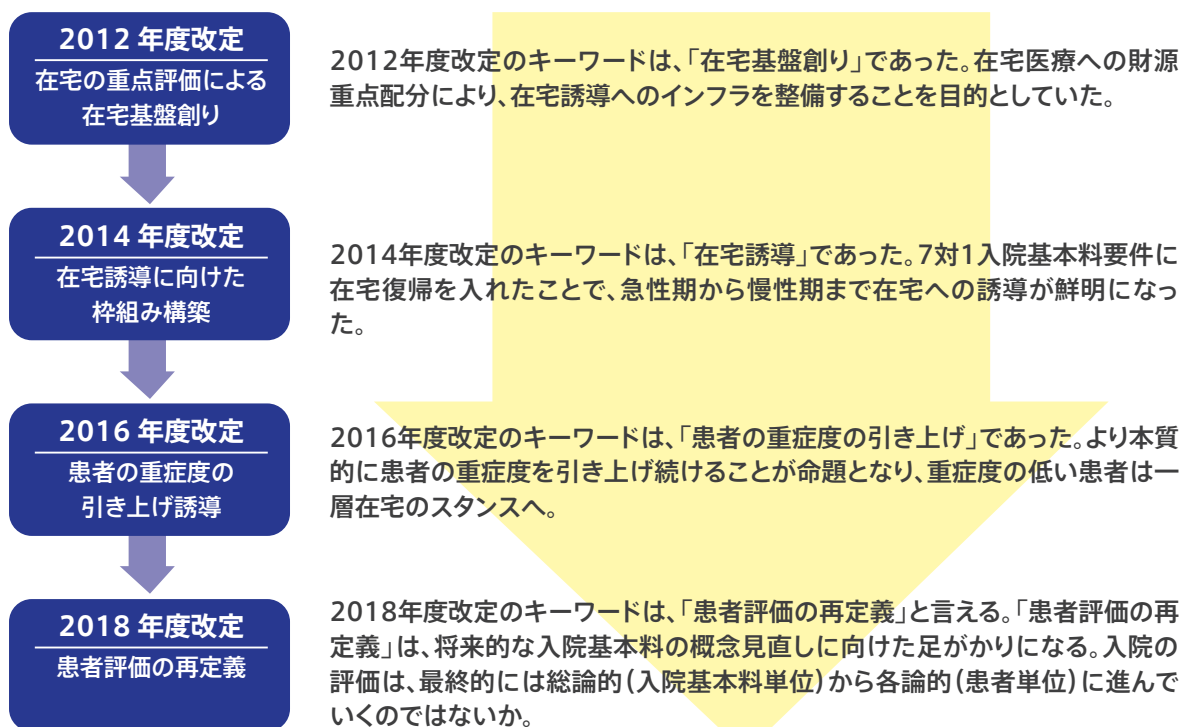 2012 年度改定
在宅の重点評価による
在宅基盤創り
2012年度改定のキーワードは、「在宅基盤創り」であった。在宅医療への財源
重点配分により、在宅誘導へのインフラを整備することを目的としていた。
2014 年度改定
在宅誘導に向けた
枠組み構築
2014年度改定のキーワードは、「在宅誘導」であった。7対1入院基本料要件に
在宅復帰を入れたことで、急性期から慢性期まで在宅への誘導が鮮明になっ
た。
2016 年度改定
患者の重症度の
引き上げ誘導
2016年度改定のキーワードは、「患者の重症度の引き上げ」であった。より本質
的に患者の重症度を引き上げ続けることが命題となり、重症度の低い患者は一
層在宅のスタンスへ。
2018 年度改定
患者評価の再定義
2018年度改定のキーワードは、「患者評価の再定義」と言える。「患者評価の再
定義」は、将来的な入院基本料の概念見直しに向けた足がかりになる。入院の
評価は、最終的には総論的(入院基本料単位)から各論的(患者単位)に進んで
いくのではないか。